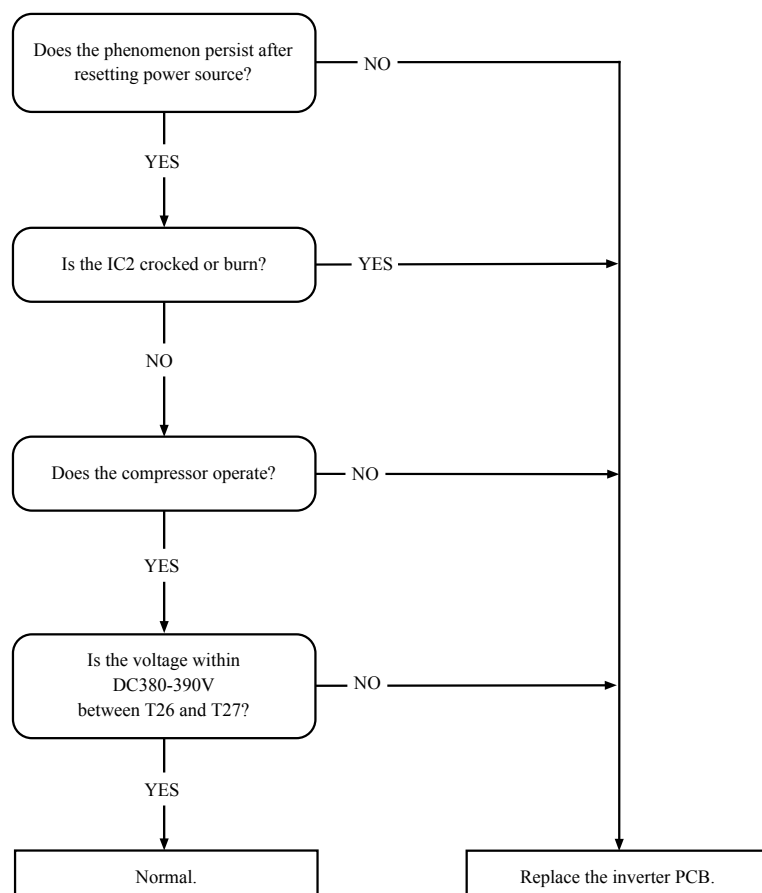 Does the phenomenon persist after
resetting power source?
NO
YES
Is the IC2 crocked or burn?
YES
NO
Does the compressor operate?
NO
YES
Is the voltage within
DC380-390V
between T26 and T27?
NO
YES
Normal.
Replace the inverter PCB.